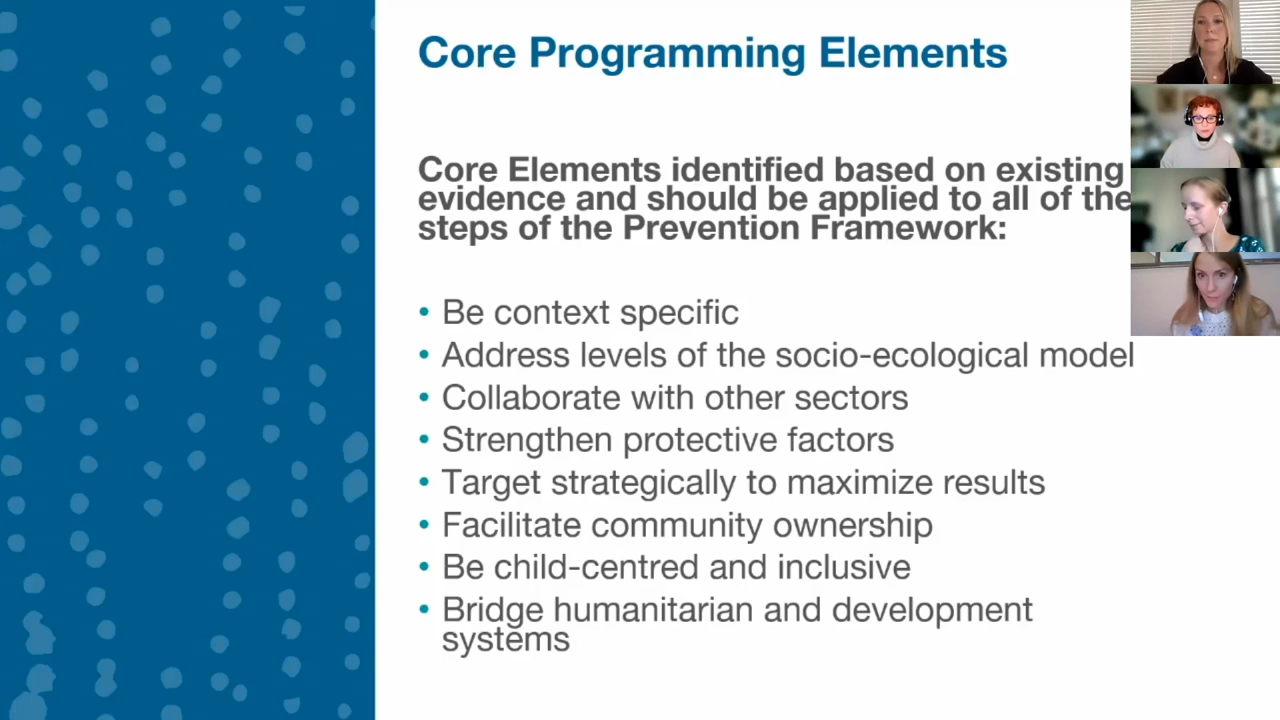 Core Programming Elements
Core Elements identified based on existing
evidence and should be applied to all of the
steps of the Prevention Framework:
• Be context specific
• Address levels of the socio-ecological model
• Collaborate with other sectors
• Strengthen protective factors
• Target strategically to maximize results
• Facilitate community ownership
• Be child-centred and inclusive
• Bridge humanitarian and development
systems